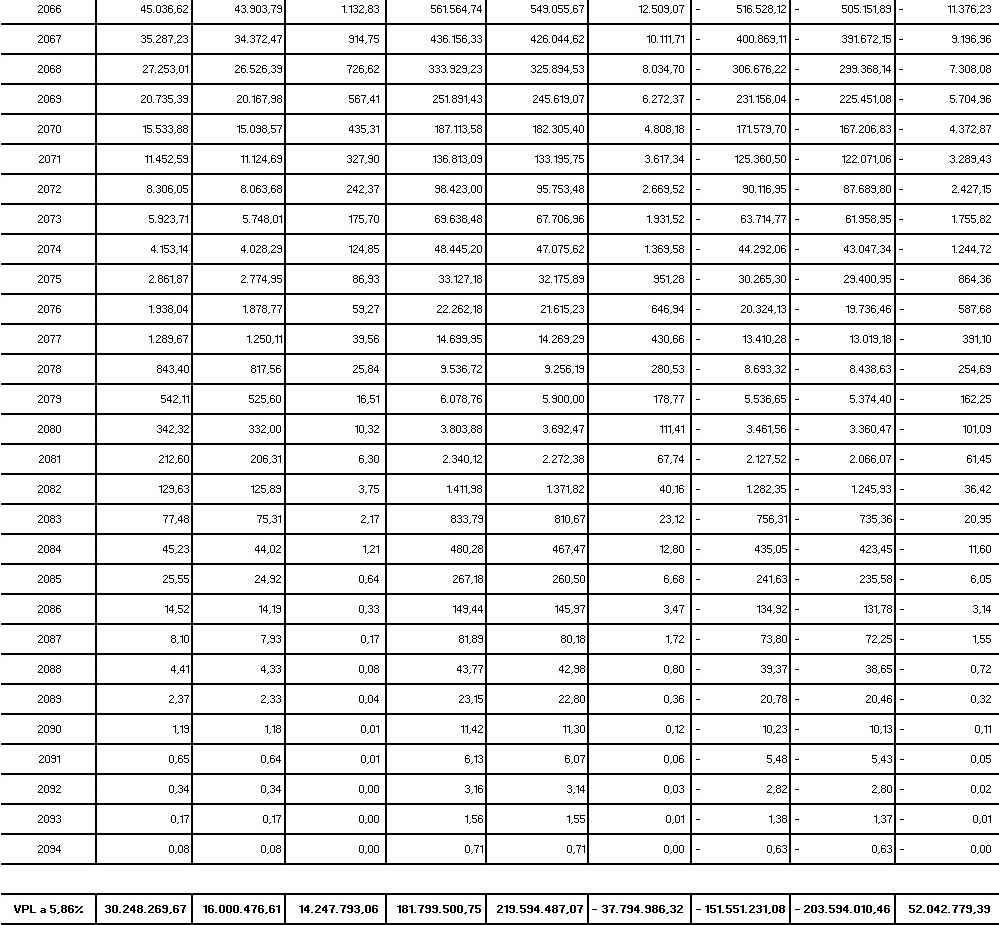 2066 45.036,62 43.903,79 1.132,83 561.564,74 549.055,67 12.509,07 - 516.528,12 - 505.151,89 - 11.376,23
2067 35.287,23 34.372,47 914,75 436.156,33 426.044,62 10.111,71 - 400.869,11 - 391.672,15 - 9.196,96
2068 27.253,01 26.526,39 726,62 333.929,23 325.894,53 8.034,70 - 306.676,22 - 299.368,14 - 7.308,08
2069 20.735,39 20.167,98 567,41 251.891,43 245.619,07 6.272,37 - 231.156,04 - 225.451,08 - 5.704,96
2070 15.533,88 15.098,57 435,31 187.113,58 182.305,40 4.808,18 - 171.579,70 - 167.206,83 - 4.372,87
2071 11.452,59 11.124,69 327,90 136.813,09 133.195,75 3.617,34 - 125.360,50 - 122.071,06 - 3.289,43
2072 8.306,05 8.063,68 242,37 98.423,00 95.753,48 2.669,52 - 90.116,95 - 87.689,80 - 2.427,15
2073 5.923,71 5.748,01 175,70 69.638,48 67.706,96 1.931,52 - 63.714,77 - 61.958,95 - 1.755,82
2074 4.153,14 4.028,29 124,85 48.445,20 47.075,62 1.369,58 - 44.292,06 - 43.047,34 - 1.244,72
2075 2.861,87 2.774,95 86,93 33.127,18 32.175,89 951,28 - 30.265,30 - 29.400,95 - 864,36
2076 1.938,04 1.878,77 59,27 22.262,18 21.615,23 646,94 - 20.324,13 - 19.736,46 - 587,68
2077 1.289,67 1.250,11 39,56 14.699,95 14.269,29 430,66 - 13.410,28 - 13.019,18 - 391,10
2078 843,40 817,56 25,84 9.536,72 9.256,19 280,53 - 8.693,32 - 8.438,63 - 254,69
2079 542,11 525,60 16,51 6.078,76 5.900,00 178,77 - 5.536,65 - 5.374,40 - 162,25
2080 342,32 332,00 10,32 3.803,88 3.692,47 111,41 - 3.461,56 - 3.360,47 - 101,09
2081 212,60 206,31 6,30 2.340,12 2.272,38 67,74 - 2.127,52 - 2.066,07 - 61,45
2082 129,63 125,89 3,75 1.411,98 1.371,82 40,16 - 1.282,35 - 1.245,93 - 36,42
2083 77,48 75,31 2,17 833,79 810,67 23,12 - 756,31 - 735,36 - 20,95
2084 45,23 44,02 1,21 480,28 467,47 12,80 - 435,05 - 423,45 - 11,60
2085 25,55 24,92 0,64 267,18 260,50 6,68 - 241,63 - 235,58 - 6,05
2086 14,52 14,19 0,33 149,44 145,97 3,47 - 134,92 - 131,78 - 3,14
2087 8,10 7,93 0,17 81,89 80,18 1,72 - 73,80 - 72,25 - 1,55
2088 4,41 4,33 0,08 43,77 42,98 0,80 - 39,37 - 38,65 - 0,72
2089 2,37 2,33 0,04 23,15 22,80 0,36 - 20,78 - 20,46 - 0,32
2090 1,19 1,18 0,01 11,42 11,30 0,12 - 10,23 - 10,13 - 0,11
2091 0,65 0,64 0,01 6,13 6,07 0,06 - 5,48 - 5,43 - 0,05
2092 0,34 0,34 0,00 3,16 3,14 0,03 - 2,82 - 2,80 - 0,02
2093 0,17 0,17 0,00 1,56 1,55 0,01 - 1,38 - 1,37 - 0,01
2094 0,08 0,08 0,00 0,71 0,71 0,00 - 0,63 - 0,63 - 0,00
VPL a 5,86% 30.248.269,67 16.000.476,61 14.247.793,06 181.799.500,75 219.594.487,07 - 37.794.986,32 - 151.551.231,08 - 203.594.010,46 52.042.779,39